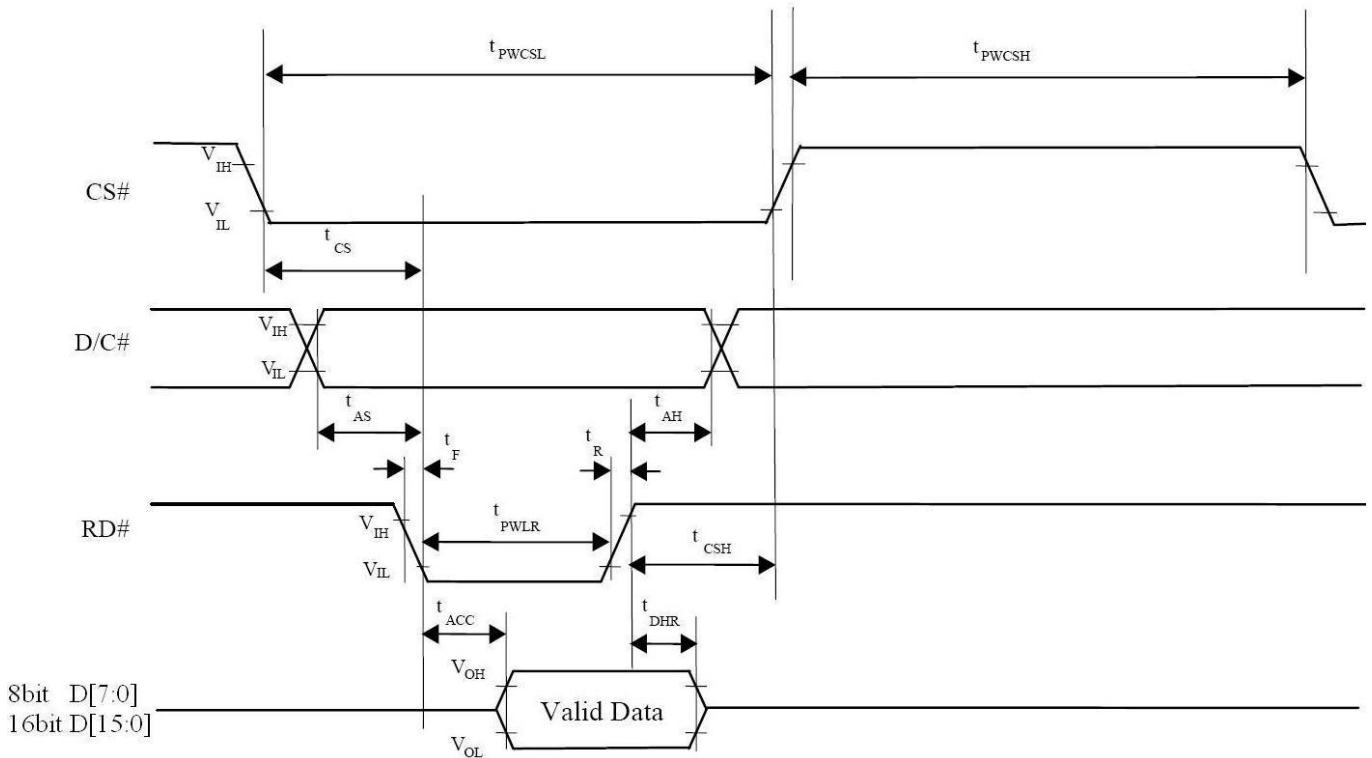 t PWCSL
t PWCSH
V IH
CS#
V IL
t CS
V IH
D/C#
V IL
t AS
t AH
t F
t R
RD#
V IH
t PWLR
t CSH
V IL
t ACC
t DHR
V OH
8bit D[7:0]
Valid Data
16bit D[15:0]
V OL